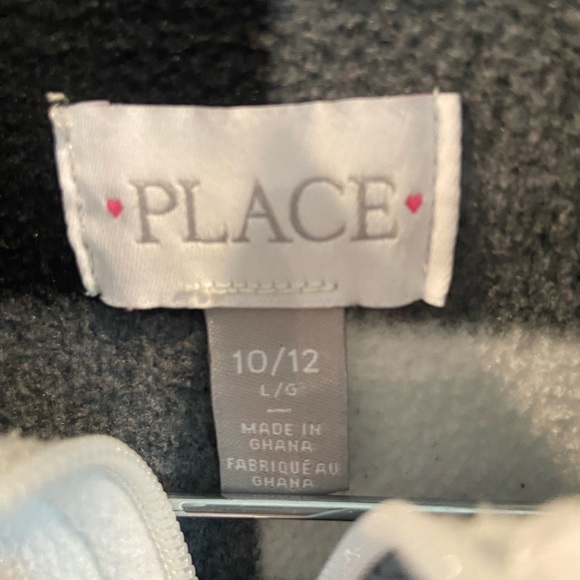 PLACE
10/12
L/G
MADE IN
GHANA
FABRIQUÉ AU
GHANA